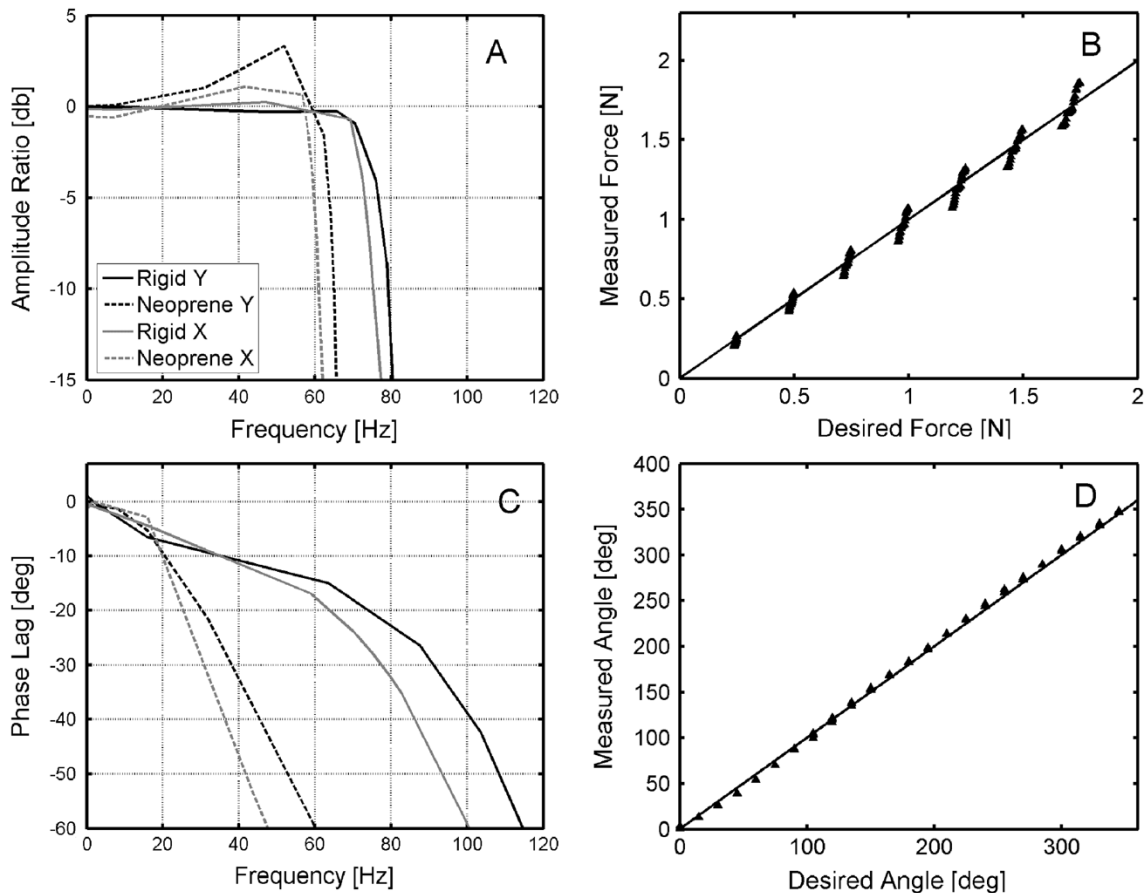 A
Amplitude Ratio [db]
5
0
-5
-10
-15
Rigid Y
Neoprene Y
Rigid X
Neoprene X
0 20 40 60 80 100 120
Frequency [Hz]
B
Measured Force [N]
2
1.5
1
0.5
0
0 0.5 1 1.5 2
Desired Force [N]
C
Phase Lag [deg]
0
-10
-20
-30
-40
-50
-60
0 20 40 60 80 100 120
Frequency [Hz]
D
Measured Angle [deg]
400
350
300
250
200
150
100
50
0
0 100 200 300
Desired Angle [deg]